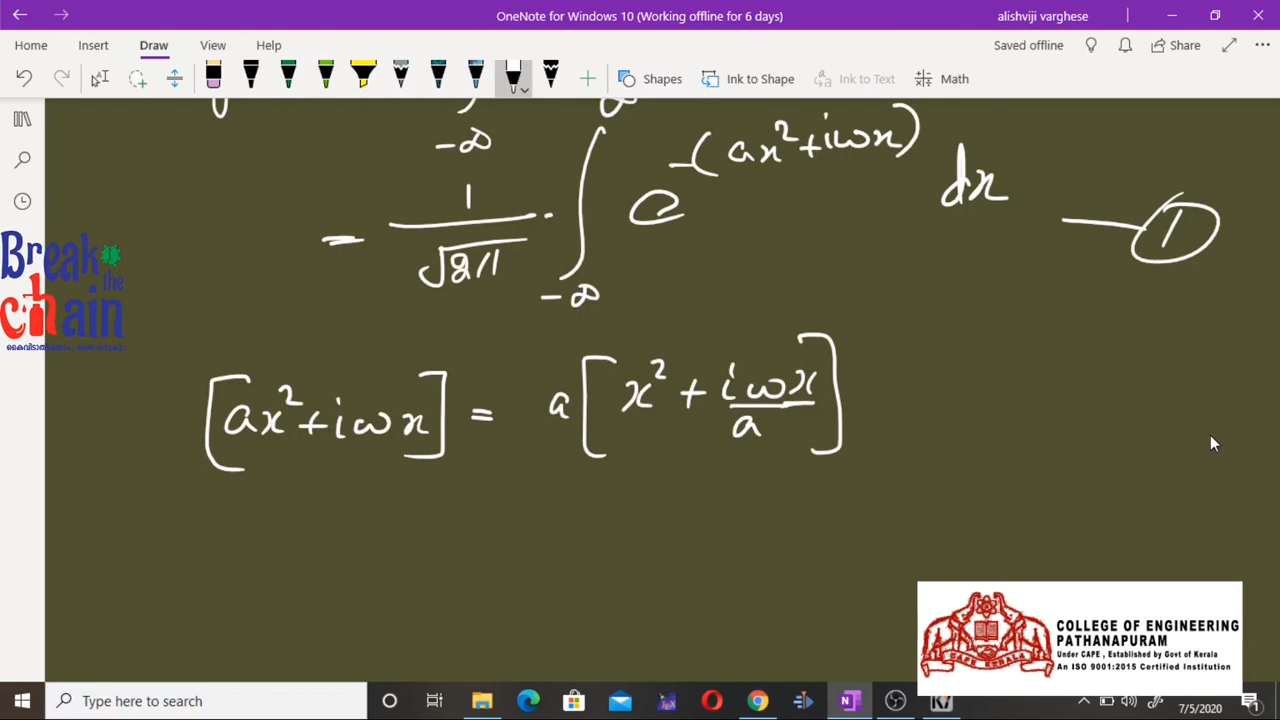 OneNote for Windows 10 (Working offline for 6 days)
alishviji varghese
Home Insert Draw View Help
Saved offline Share
Shapes Ink to Shape Ink to Text Math
-∞ ∞
= 1/√2π · ∫ e^-(ax²+iωx) dx — 1
-∞
[ax²+iωx] = a[x² + iωx/a]
Break
the
chain
COLLEGE OF ENGINEERING
PATHANAPURAM
Under CAPE , Established by Govt of Kerala
An ISO 9001:2015 Certified Institution
Type here to search
7/5/2020